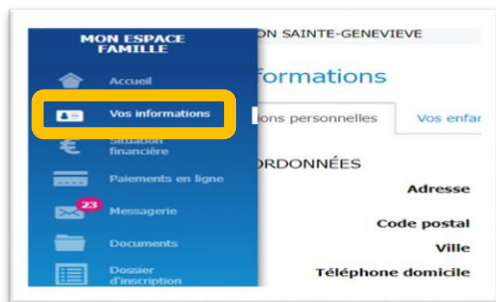 MON ESPACE
FAMILLE
Accueil
Vos informations
Situation
financière
Paiements en ligne
23
Messagerie
Documents
Dossier
d'inscription
ON SAINTE-GENEVIEVE
formations
ons personnelles
Vos enfan
ORDONNÉES
Adresse
Code postal
Ville
Téléphone domicile